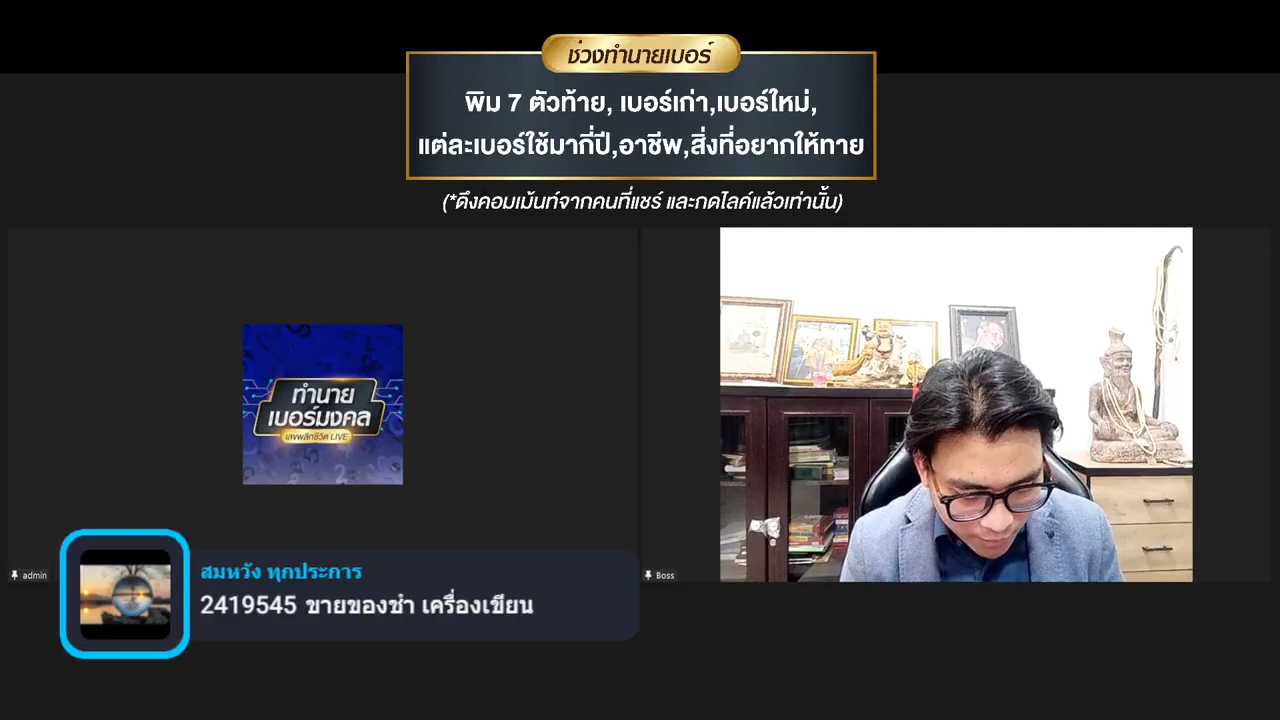 ช่วงทำนายเบอร์
พิม 7 ตัวท้าย, เบอร์เก่า,เบอร์ใหม่,
แต่ละเบอร์ใช้มากี่ปี,อาชีพ,สิ่งที่อยากให้ทาย
(*ดึงคอมเม้นท์จากคนที่แชร์ และกดไลค์แล้วเท่านั้น)
ทำนาย
เบอร์มงคล
เลขพลิกชีวิต LIVE
admin
Boss
สมหวัง ทุกประการ
2419545 ขายของชำ เครื่องเขียน